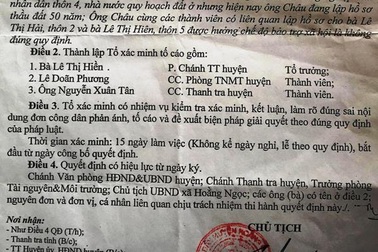 nhân dân thôn 4, nhà nước quy hoạch đất ở nhưng hiện nay ông Châu đang lập hồ sơ
thầu đất 50 năm; Ông Châu cùng các thành viên có liên quan lập hồ sơ cho bà Lê
Thị Hải, thôn 2 và bà Lê Thị Hiền, thôn 5 được hưởng chế độ bảo trợ xã hội là không
đúng quy định.
Điều 2. Thành lập Tổ xác minh tố cáo gồm:
1. Bà Lê Thị Hiền . P. Chánh TT huyện Tổ trưởng;
2. Lê Doãn Phương CC. Phòng TNMT huyện Thành viên;
3. Ông Nguyễn Xuân Tân CC. Thanh tra huyện Thành viên.
Điều 3. Tổ xác minh có nhiệm vụ kiểm tra xác minh, kết luận, làm rõ đúng sai nội
dung đơn công dân phản ánh, tố cáo và đề xuất biện pháp giải quyết theo đúng quy định
của pháp luật.
Thời gian xác minh: 15 ngày làm việc (Không kể ngày nghỉ, lễ theo quy định), bắt
đầu từ ngày công bố quyết định.
Điều 4. Quyết định có hiệu lực từ ngày ký.
Chánh Văn phòng HĐND&UBND huyện; Chánh Thanh tra huyện, Trưởng phòng
Tài nguyên&Môi trường; Chủ tịch UBND xã Hoằng Ngọc; các ông (bà) có tên ở điều 2;
nguyên đơn và đơn vị, cá nhân liên quan chịu trách nhiệm thi hành quyết định này./.
Nơi nhận: CHỦ TỊCH
- Như Điều 4 QĐ (T/h);
- Thanh tra tỉnh (B/c);
- TT Huyện ủy, HĐND huyện